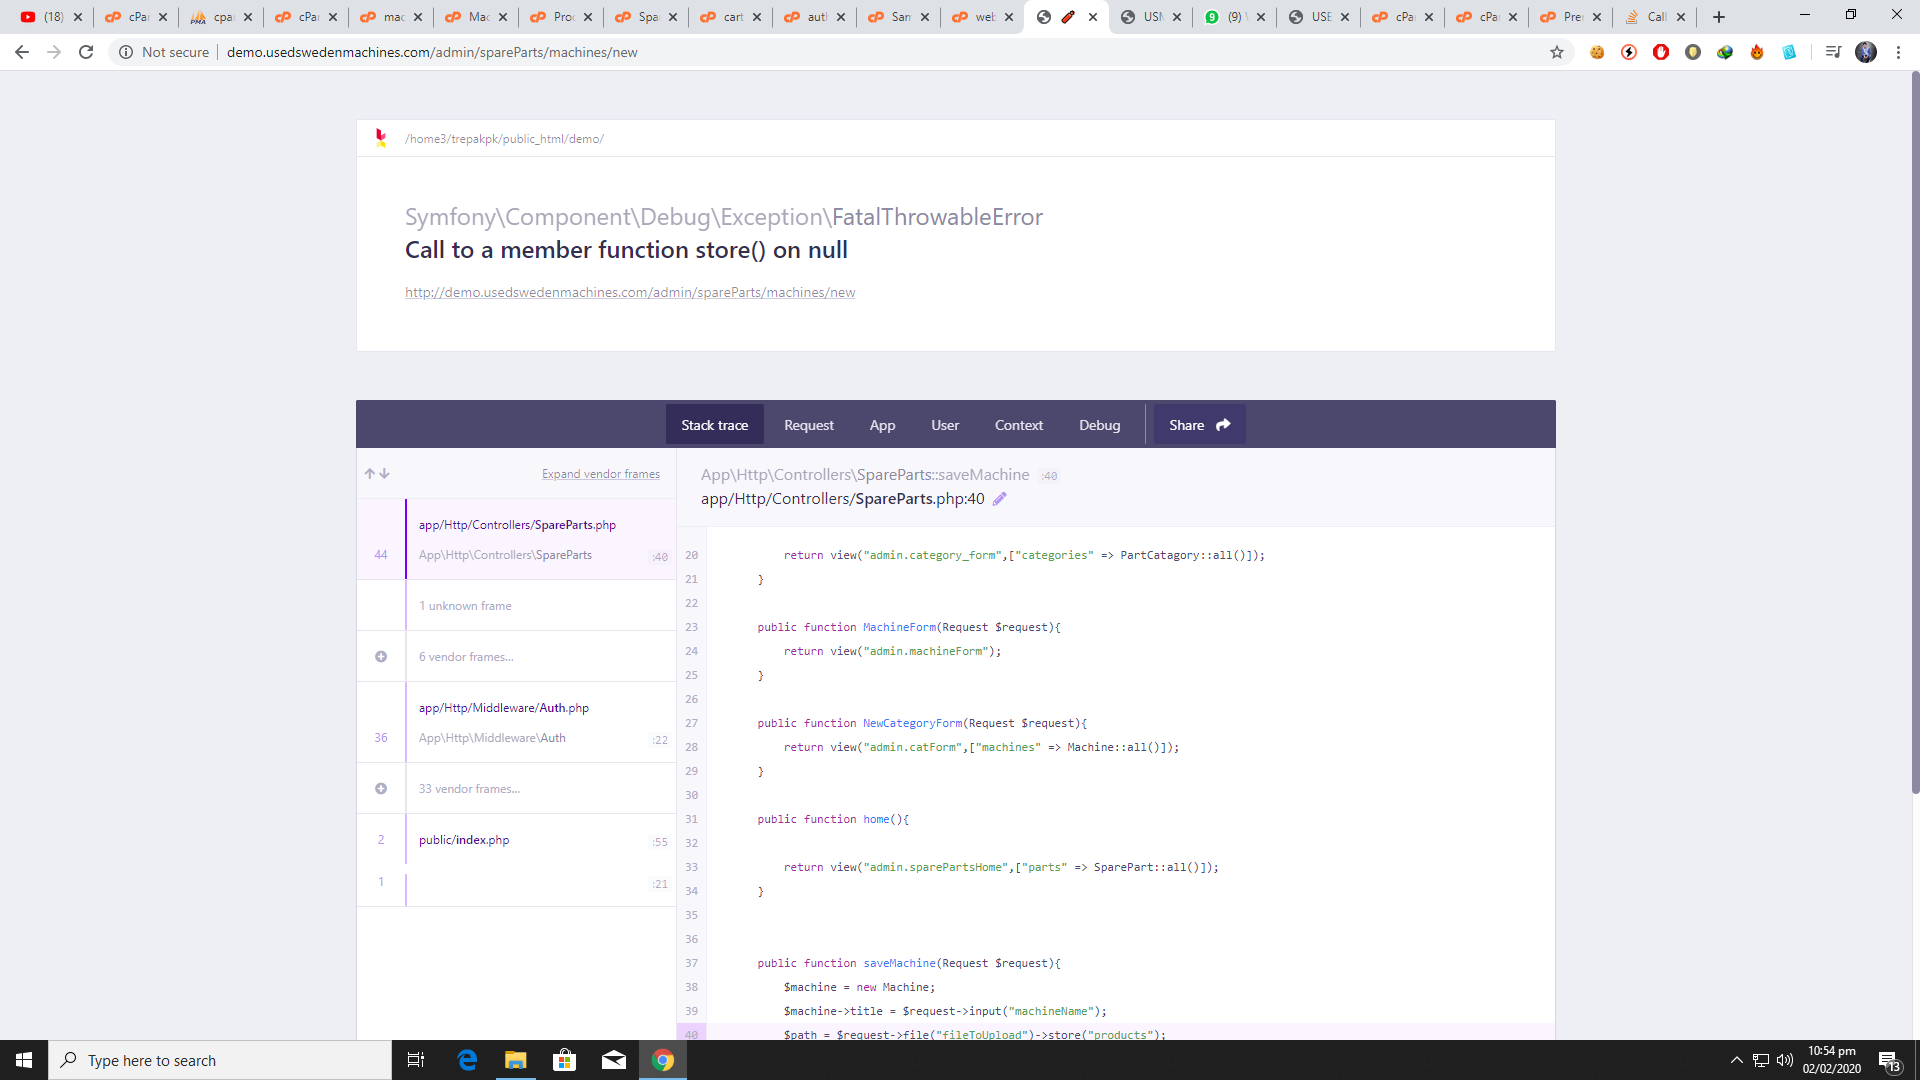 (18)
cPa
cpan
cPa
mac
Mac
Proc
Spa
cart
auth
San
web
USM
(9)
USE
cPa
cPa
Prei
Call
Not secure
demo.usedswedenmachines.com/admin/spareParts/machines/new
/home3/trepakpk/public_html/demo/
Symfony\Component\Debug\Exception\FatalThrowableError
Call to a member function store() on null
http://demo.usedswedenmachines.com/admin/spareParts/machines/new
Stack trace Request App User Context Debug Share
Expand vendor frames
app/Http/Controllers/SpareParts.php
44 App\Http\Controllers\SpareParts :40
1 unknown frame
6 vendor frames...
app/Http/Middleware/Auth.php
36 App\Http\Middleware\Auth :22
33 vendor frames...
2 public/index.php :55
1 :21
App\Http\Controllers\SpareParts::saveMachine :40
app/Http/Controllers/SpareParts.php:40
20 return view("admin.category_form",["categories" => PartCatagory::all()]);
21 }
22
23 public function MachineForm(Request $request){
24 return view("admin.machineForm");
25 }
26
27 public function NewCategoryForm(Request $request){
28 return view("admin.catForm",["machines" => Machine::all()]);
29 }
30
31 public function home(){
32
33 return view("admin.sparePartsHome",["parts" => SparePart::all()]);
34 }
35
36
37 public function saveMachine(Request $request){
38 $machine = new Machine;
39 $machine->title = $request->input("machineName");
40 $path = $request->file("fileToUpload")->store("products");
Type here to search
10:54 pm
02/02/2020
13